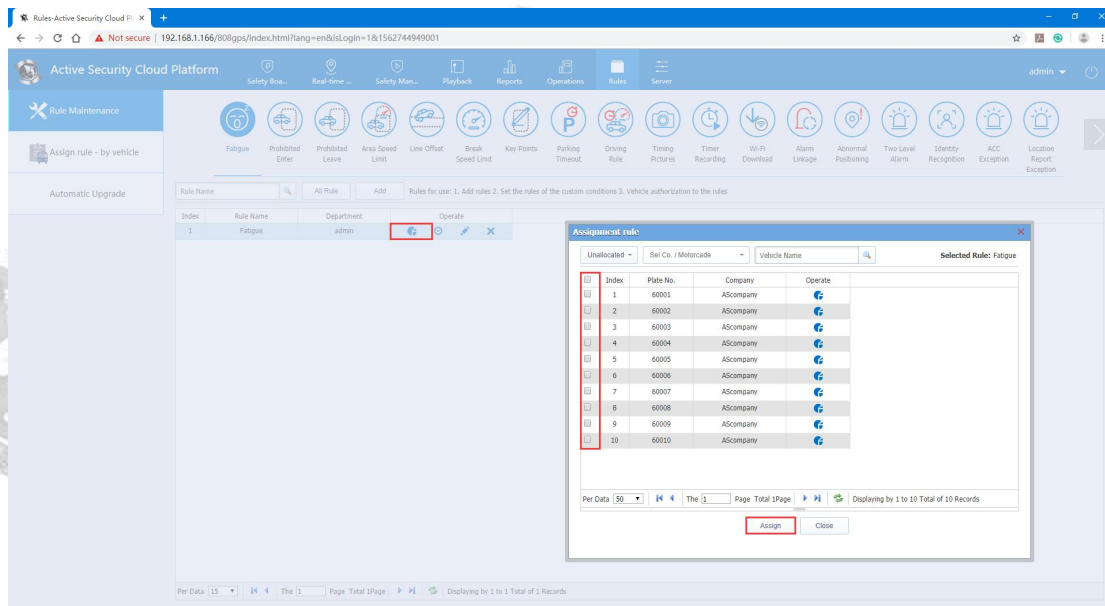 Rules-Active Security Cloud Pl
Not secure | 192.168.1.166/808gps/index.html?lang=en&isLogin=1&1562744949001
Active Security Cloud Platform
Safety Boa... Real-time ... Safety Man... Playback Reports Operations Rules Server
admin
Rule Maintenance
Assign rule - by vehicle
Automatic Upgrade
Fatigue Prohibited Enter Prohibited Leave Area Speed Limit Line Offset Break Speed Limit Key Points Parking Timeout Driving Rule Timing Pictures Timer Recording Wi-Fi Download Alarm Linkage Abnormal Positioning Two Level Alarm Identity Recognition ACC Exception Location Report Exception
Rule Name All Rule Add Rules for use: 1. Add rules 2. Set the rules of the custom conditions 3. Vehicle authorization to the rules
Index Rule Name Department Operate
1 Fatigue admin
Assignment rule
Unallocated Sel Co. / Motorcade Vehicle Name Selected Rule: Fatigue
Index Plate No. Company Operate
1 60001 AScompany
2 60002 AScompany
3 60003 AScompany
4 60004 AScompany
5 60005 AScompany
6 60006 AScompany
7 60007 AScompany
8 60008 AScompany
9 60009 AScompany
10 60010 AScompany
Per Data 50 The 1 Page Total 1Page Displaying by 1 to 10 Total of 10 Records
Assign Close
Per Data 15 The 1 Page Total 1Page Displaying by 1 to 1 Total of 1 Records